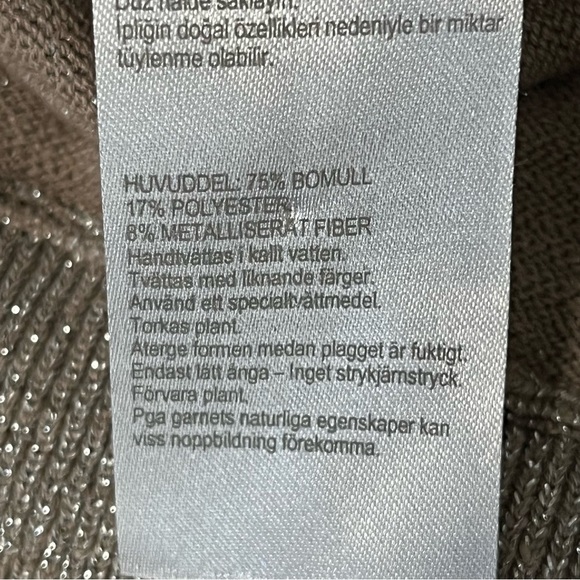 Düz halde saklayın.
İpliğin doğal özellikleri nedeniyle bir miktar
tüylenme olabilir.
HUVUDDEL: 75% BOMULL
17% POLYESTER
8% METALLISERAT FIBER
Handtvättas i kallt vatten.
Tvättas med liknande färger.
Använd ett specialtvättmedel.
Torkas plant.
Återge formen medan plagget är fuktigt.
Endast lätt ånga – Inget strykjärnstryck.
Förvara plant.
Pga garnets naturliga egenskaper kan
viss noppbildning förekomma.